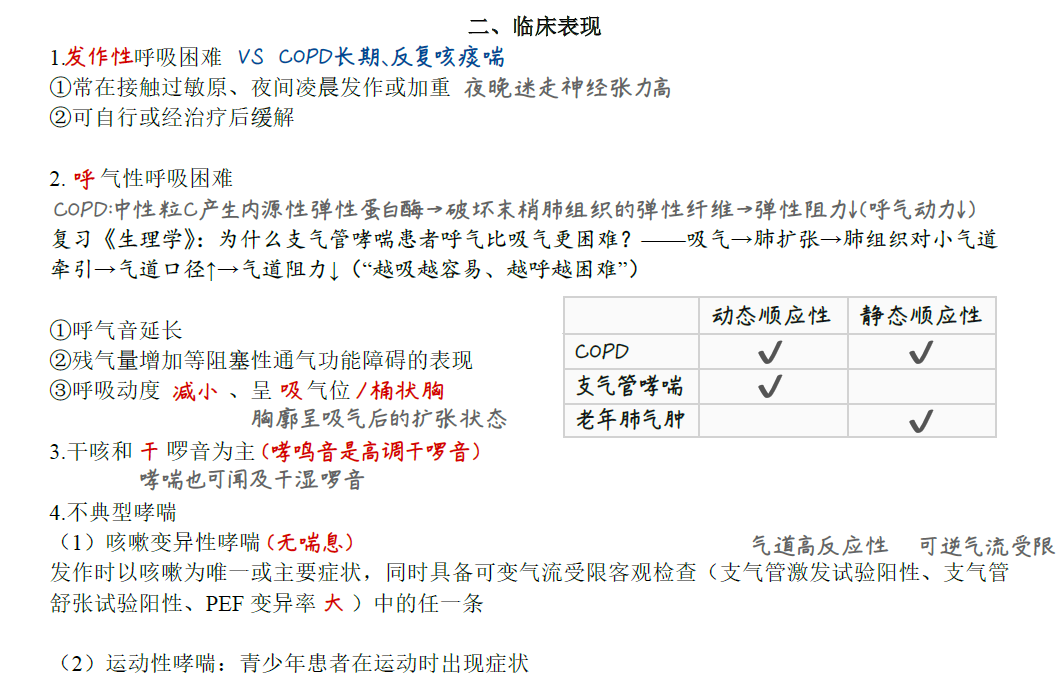 二、临床表现
1.发作性呼吸困难 VS COPD长期、反复咳痰喘
①常在接触过敏原、夜间凌晨发作或加重 夜晚迷走神经张力高
②可自行或经治疗后缓解
2. 呼 气性呼吸困难
COPD:中性粒C产生内源性弹性蛋白酶→破坏末梢肺组织的弹性纤维→弹性阻力↓(呼气动力↓)
复习《生理学》：为什么支气管哮喘患者呼气比吸气更困难？——吸气→肺扩张→肺组织对小气道
牵引→气道口径↑→气道阻力↓（“越吸越容易、越呼越困难”）
①呼气音延长
②残气量增加等阻塞性通气功能障碍的表现
③呼吸动度 减小 、呈 吸 气位 /桶状胸
胸廓呈吸气后的扩张状态
动态顺应性 静态顺应性
COPD ✓ ✓
支气管哮喘 ✓
老年肺气肿 ✓
3.干咳和 干 啰音为主(哮鸣音是高调干啰音)
哮喘也可闻及干湿啰音
4.不典型哮喘
（1）咳嗽变异性哮喘(无喘息)
气道高反应性 可逆气流受限
发作时以咳嗽为唯一或主要症状，同时具备可变气流受限客观检查（支气管激发试验阳性、支气管
舒张试验阳性、PEF 变异率 大 ）中的任一条
（2）运动性哮喘：青少年患者在运动时出现症状